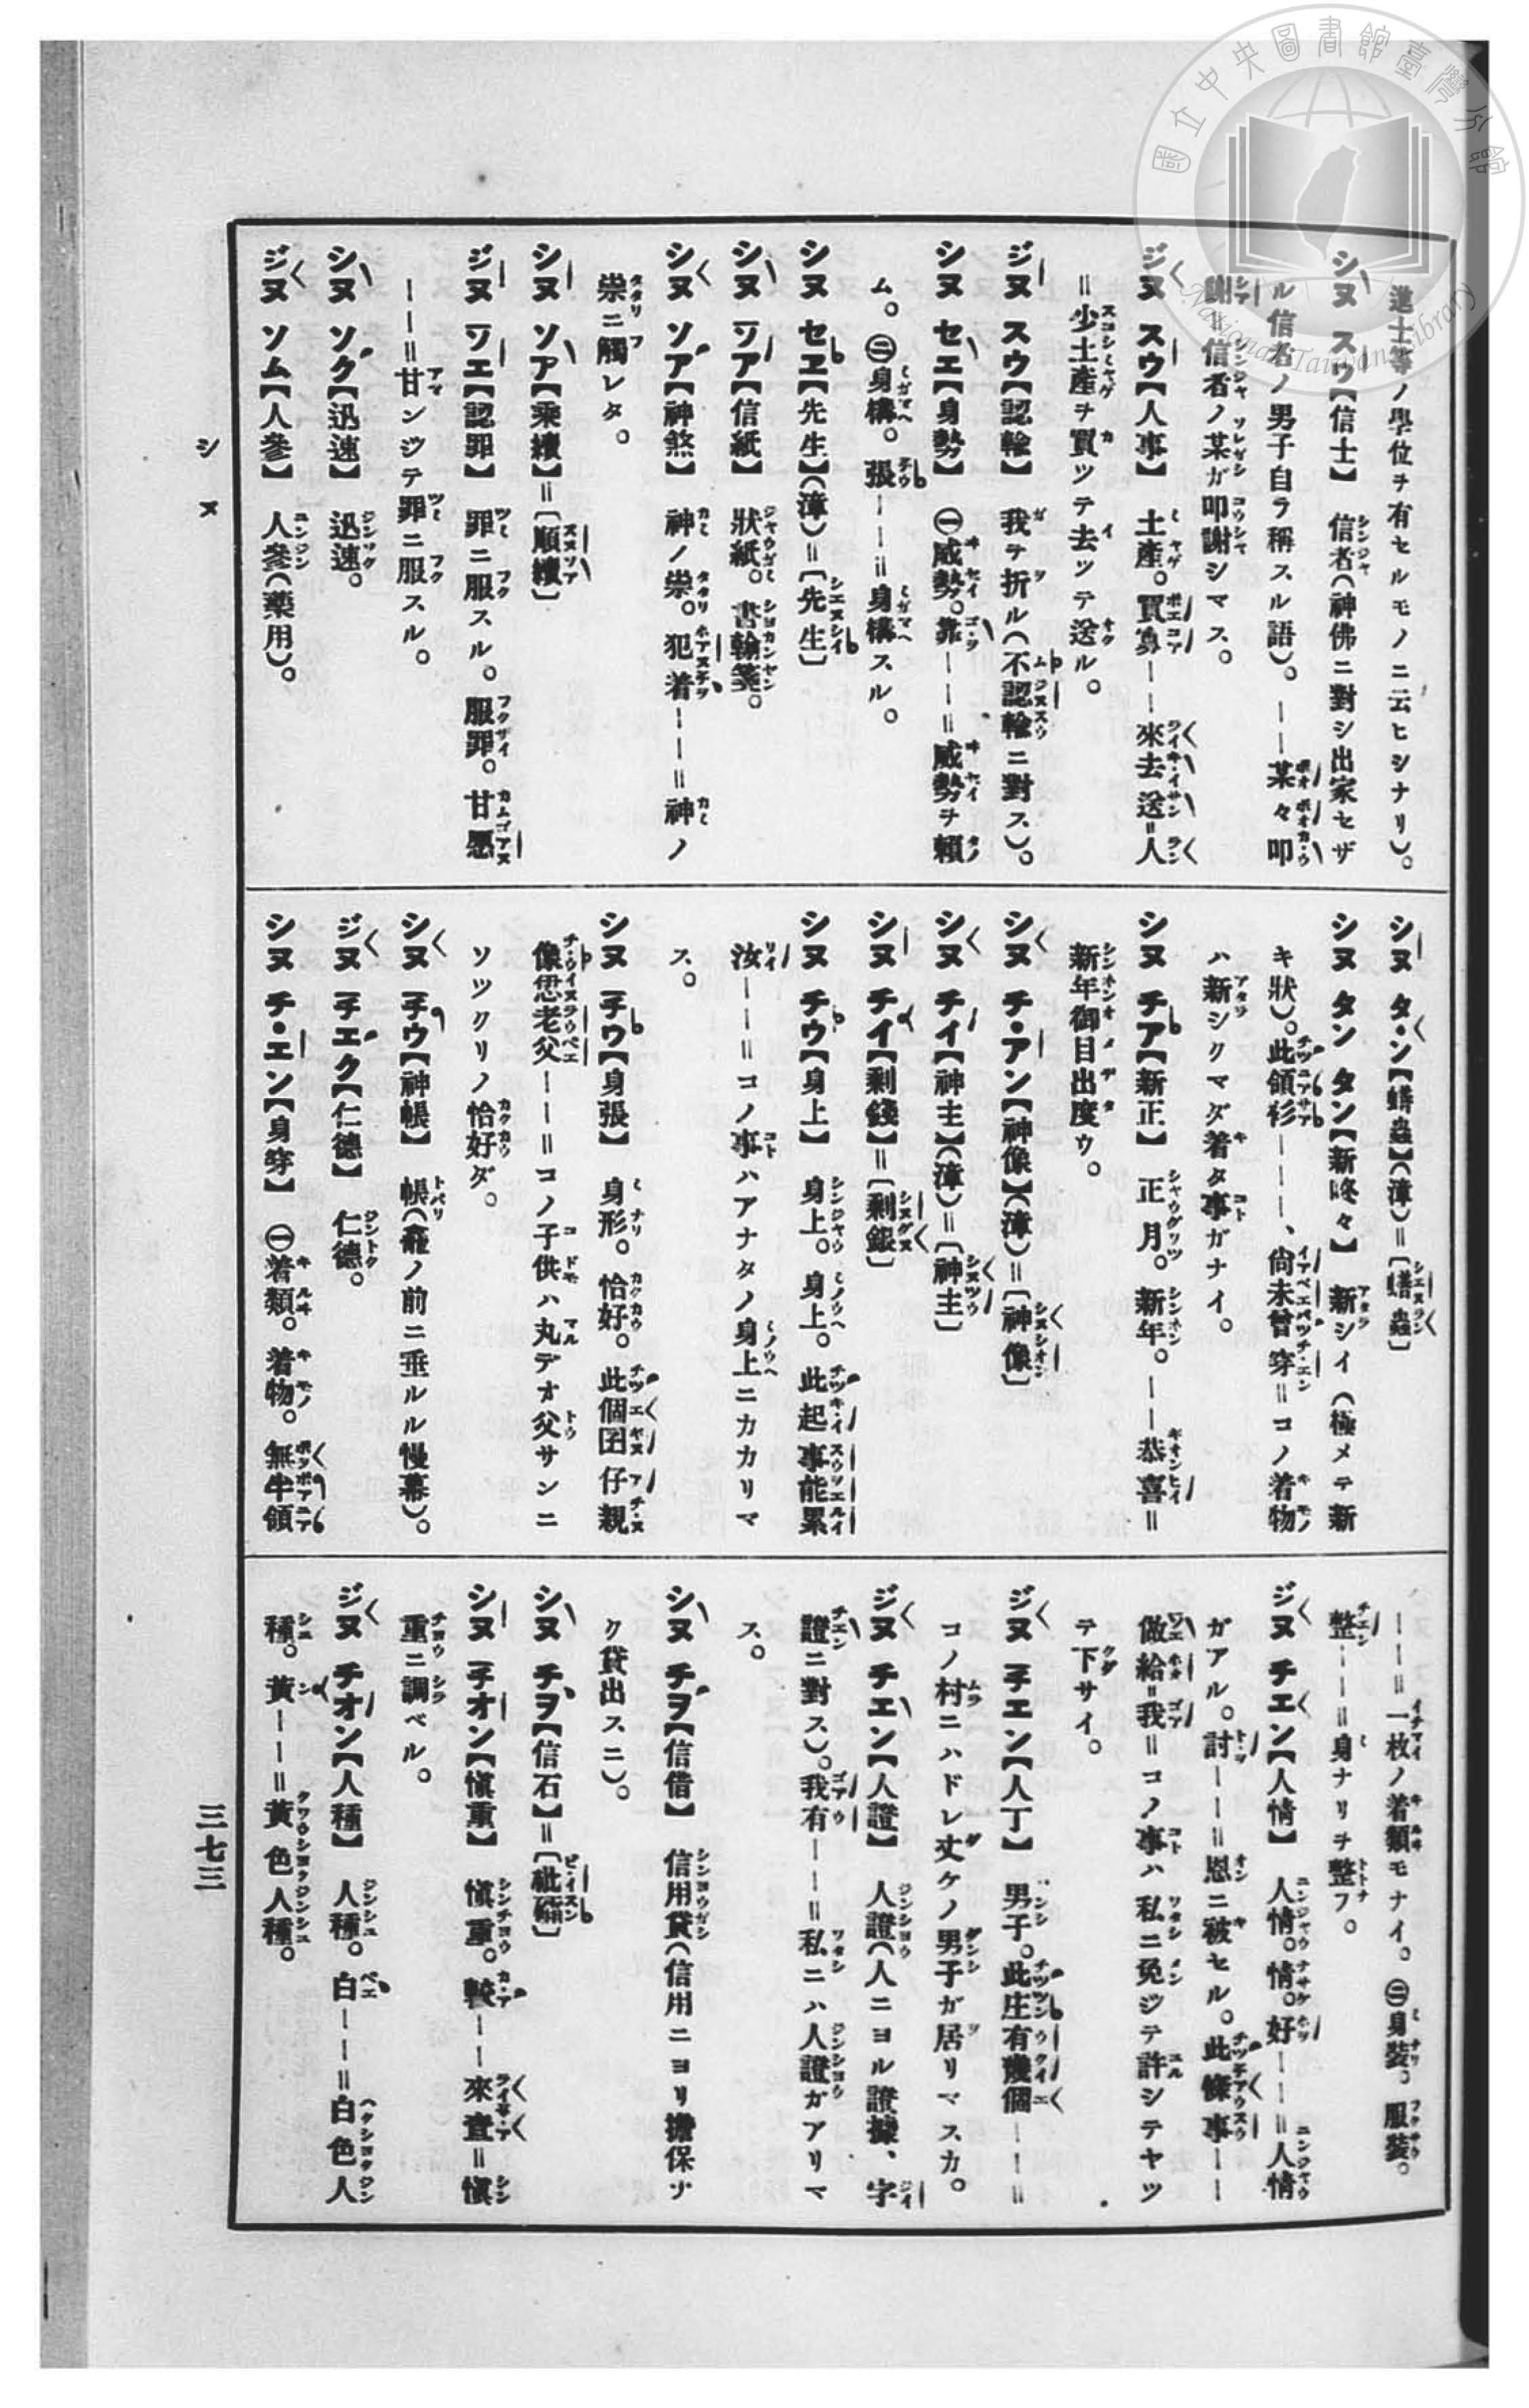 進士等ノ學位ヲ有セルモノニ云ヒシナリ)。
シヌ スウ【信士】 信者(神佛ニ對シ出家セザ
ル信者ノ男子自ラ稱スル語)。——某々叩
謝=信者ノ某ガ叩謝シマス。
ジヌ スウ【人事】 土產。買寡——來去送=人
=少土產ヲ買ツテ去ツテ送ル。
ジヌ スウ【認輸】 我ヲ折ル(不認輸ニ對ス)。
シヌ セエ【身勢】 ㊀威勢。靠——=威勢ヲ賴
ム。㊁身構。張——=身構スル。
シヌ セヱ【先生】(漳)=〔先生〕
シヌ ソア【信紙】 狀紙。書翰箋。
シヌ ソア【神煞】 神ノ祟。犯着——=神ノ
祟ニ觸レタ。
シヌ ソア【乘續】=〔順續〕
ジヌ ソエ【認罪】 罪ニ服スル。服罪。甘愿
——=甘ンジテ罪ニ服スル。
シヌ ソク【迅速】 迅速。
ジヌ ソム【人參】 人參(藥用)。
シヌ タ・ン【蟮蟲】(漳)=〔蟮蟲〕
シヌ タン タン【新咚々】 新シイ(極メテ新
キ狀)。此領衫———、尙未曾穿=コノ着物
ハ新シクマダ着タ事ガナイ。
シヌ チア【新正】 正月。新年。——恭喜=
新年御目出度ウ。
シヌ チ・アン【神像】(漳)=〔神像〕
シヌ チイ【神主】(漳)=〔神主〕
シヌ チイ【剩錢】=〔剩銀〕
シヌ チウ【身上】 身上。身上。此起事能累
汝——=コノ事ハアナタノ身上ニカカリマ
ス。
シヌ チウ【身張】 身形。恰好。此個囝仔親
像思老父——=コノ子供ハ丸デオ父サンニ
ソツクリノ恰好ダ。
シヌ チウ【神帳】 帳(龕ノ前ニ垂ルル幔幕)。
ジヌ チエク【仁德】 仁德。
シヌ チ・エン【身穿】 ㊀着類。着物。無半領
——=一枚ノ着類モナイ。㊁身裝。服裝。
整——=身ナリヲ整フ。
ジヌ チエン【人情】 人情。情。好——=人情
ガアル。討——=恩ニ被セル。此條事——
做給=我=コノ事ハ私ニ免ジテ許シテヤツ
テ下サイ。
ジヌ チエン【人丁】 男子。此庄有幾個——=
コノ村ニハドレ丈ケノ男子ガ居リマスカ。
ジヌ チエン【人證】 人證(人ニヨル證據、字
證ニ對ス)。我有——=私ニハ人證ガアリマ
ス。
シヌ チヲ【信借】 信用貸(信用ニヨリ擔保ナ
ク貸出スニ)。
シヌ チヲ【信石】=〔砒礵〕
シヌ チオン【愼重】 愼重。較——來査=愼
重ニ調ベル。
ジヌ チオン【人種】 人種。白——=白色人
種。黃——=黃色人種。
シ ヌ
三七三
國立中央圖書館臺灣分館
National Taiwan Library